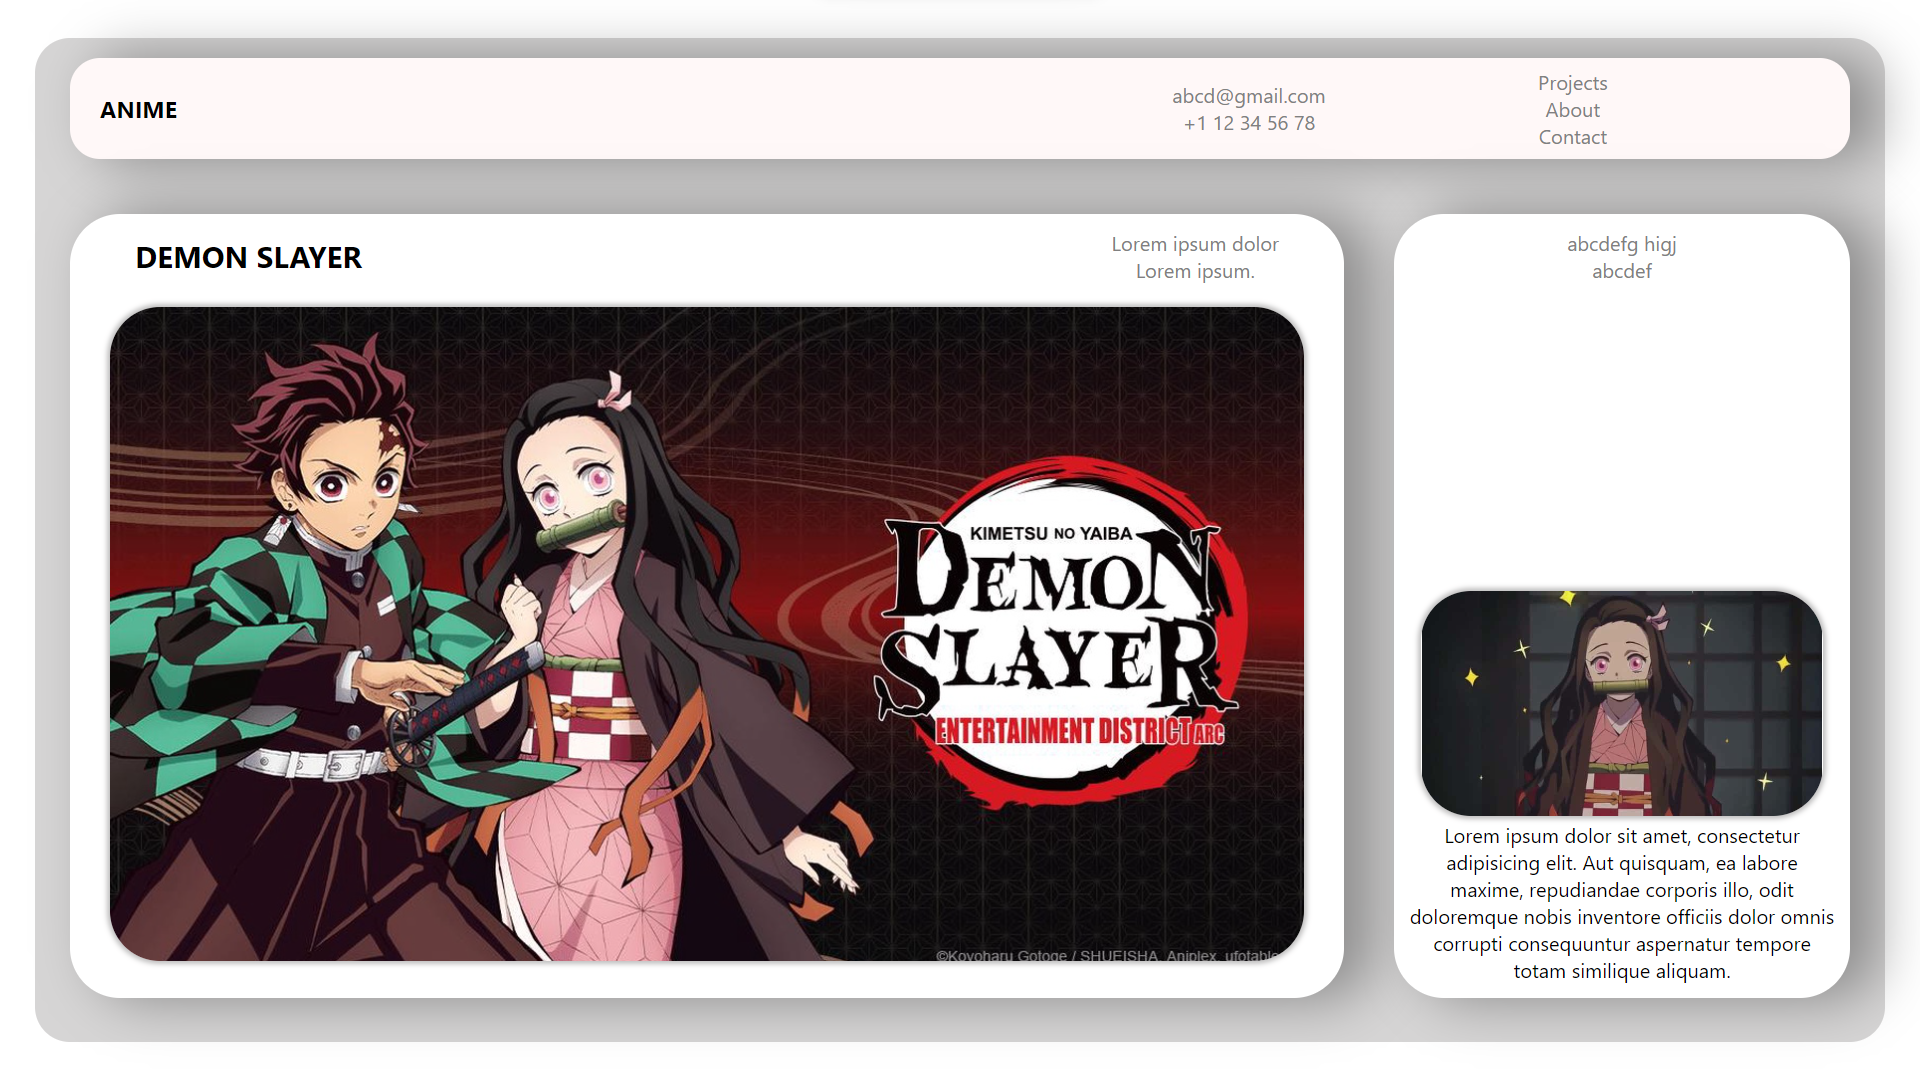 ANIME
abcd@gmail.com
+1 12 34 56 78
Projects
About
Contact
DEMON SLAYER
Lorem ipsum dolor
Lorem ipsum.
KIMETSU NO YAIBA
DEMON
SLAYER
ENTERTAINMENT DISTRICT ARC
©Koyoharu Gotoge / SHUEISHA, Aniplex, ufotable
abcdefg higj
abcdef
Lorem ipsum dolor sit amet, consectetur
adipisicing elit. Aut quisquam, ea labore
maxime, repudiandae corporis illo, odit
doloremque nobis inventore officiis dolor omnis
corrupti consequuntur aspernatur tempore
totam similique aliquam.